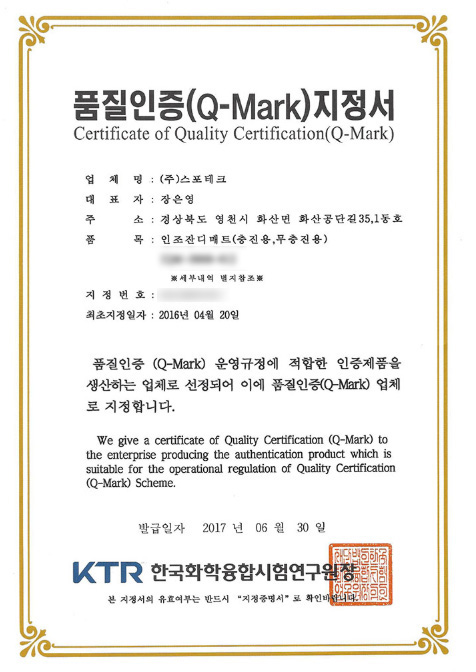 품질인증(Q-Mark)지정서
Certificate of Quality Certification(Q-Mark)
업 체 명 : (주)스포테크
대 표 자 : 장은영
주 소 : 경상북도 영천시 화산면 화산공단길35,1동호
품 목 : 인조잔디매트(충진용,무충진용)
※세부내역 별지참조※
지 정 번 호 :
최초지정일자 : 2016년 04월 20일
품질인증 (Q-Mark) 운영규정에 적합한 인증제품을
생산하는 업체로 선정되어 이에 품질인증(Q-Mark) 업체
로 지정합니다.
We give a certificate of Quality Certification (Q-Mark) to
the enterprise producing the authentication product which is
suitable for the operational regulation of Quality Certification
(Q-Mark) Scheme.
발급일자 2017 년 06 월 30 일
KTR 한국화학융합시험연구원장
본 지정서의 유효여부는 반드시 "지정증명서" 로 확인바랍니다.